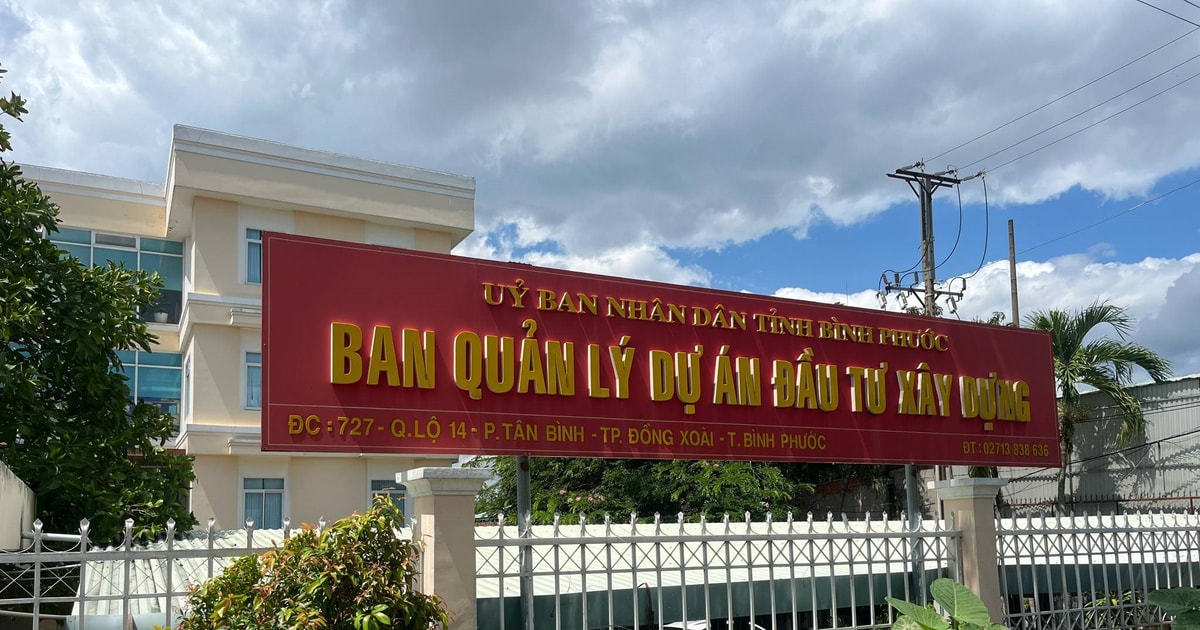 UỶ BAN NHÂN DÂN TỈNH BÌNH PHƯỚC
BAN QUẢN LÝ DỰ ÁN ĐẦU TƯ XÂY DỰNG
ĐC : 727 - Q.LỘ 14 - P.TÂN BÌNH - TP. ĐỒNG XOÀI - T. BÌNH PHƯỚC
ĐT : 02713 838 636